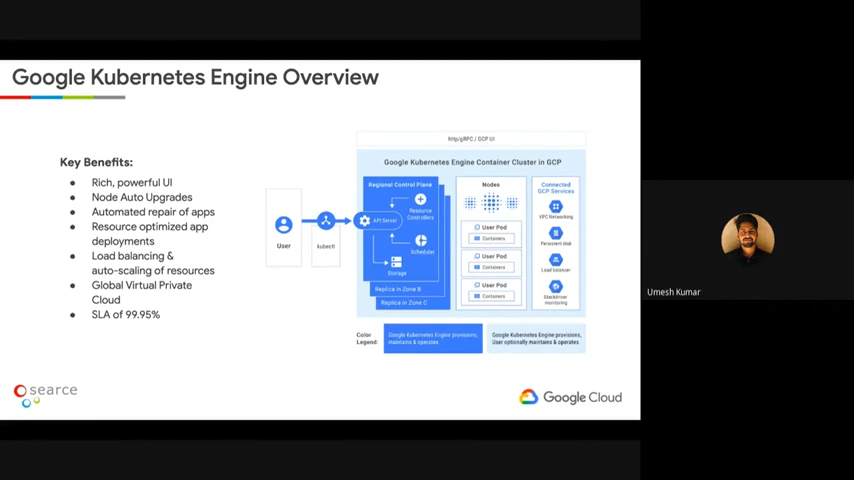 Google Kubernetes Engine Overview
Key Benefits:
Rich, powerful UI
Node Auto Upgrades
Automated repair of apps
Resource optimized app
deployments
Load balancing &
auto-scaling of resources
Global Virtual Private
Cloud
SLA of 99.95%
User
kubectl
http/gRPC / GCP UI
Google Kubernetes Engine Container Cluster in GCP
Regional Control Plane
API Server
Resource
Controllers
Scheduler
Storage
Replica in Zone B
Replica in Zone C
Nodes
User Pod
Containers
User Pod
Containers
User Pod
Containers
Connected
GCP Services
VPC Networking
Persistent disk
Load balancer
Stackdriver
monitoring
Color
Legend:
Google Kubernetes Engine provisions,
maintains & operates
Google Kubernetes Engine provisions,
User optionally maintains & operates
searce
Google Cloud
Umesh Kumar